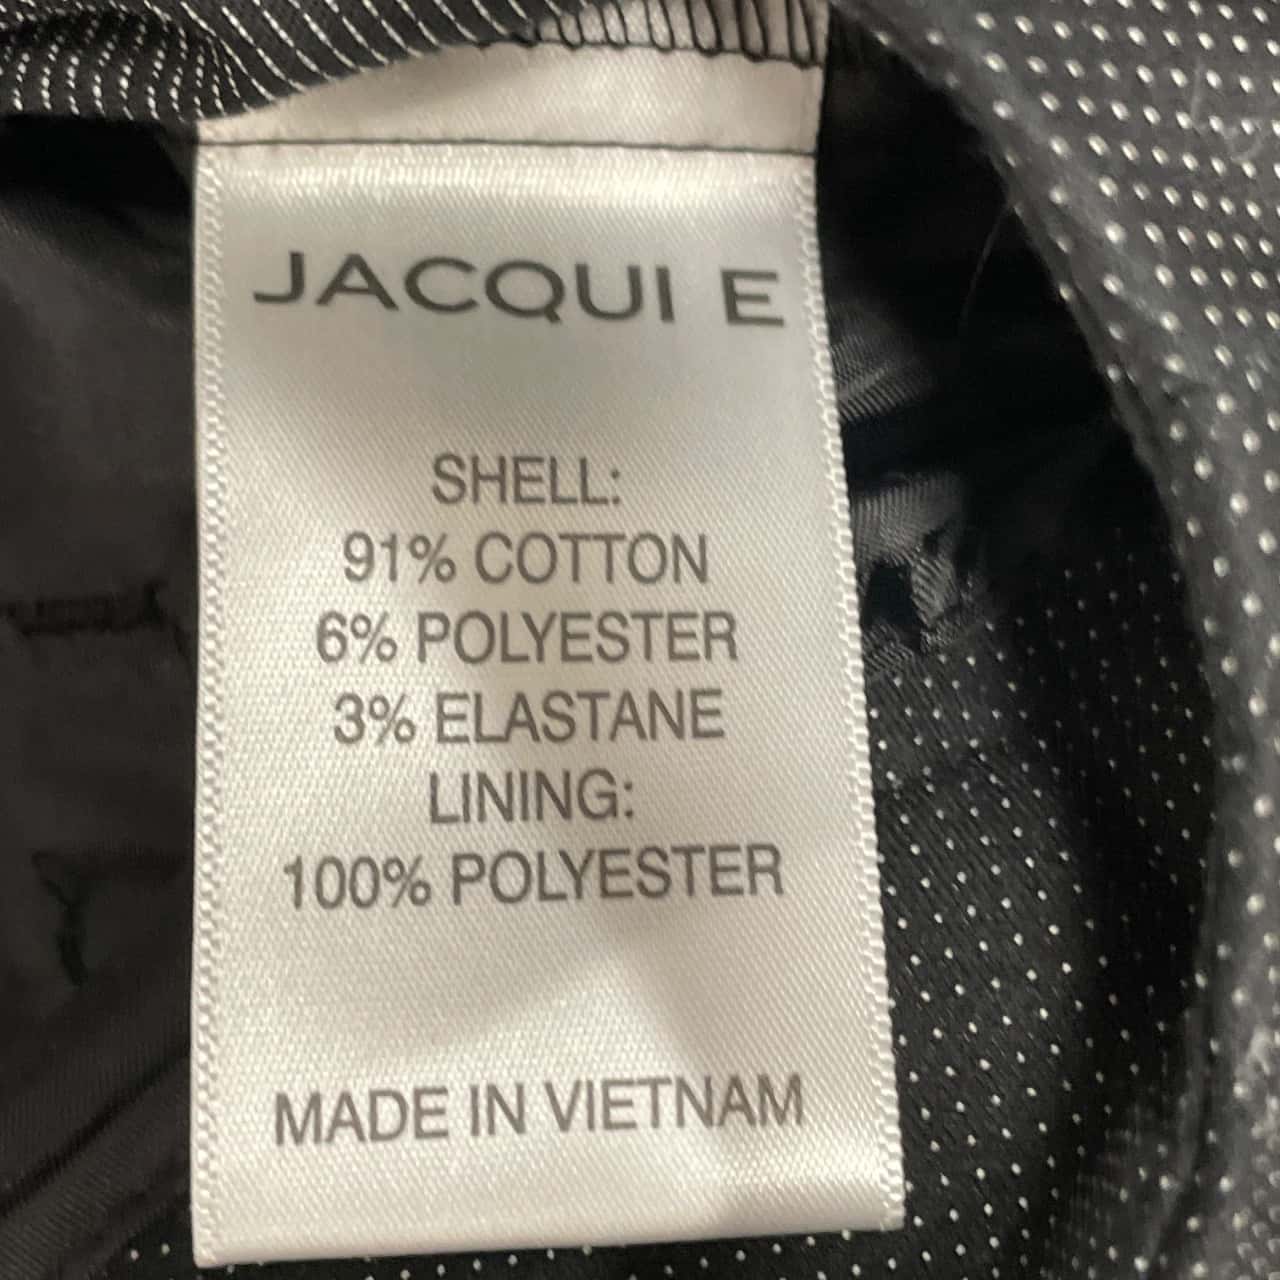 JACQUI E
SHELL:
91% COTTON
6% POLYESTER
3% ELASTANE
LINING:
100% POLYESTER
MADE IN VIETNAM